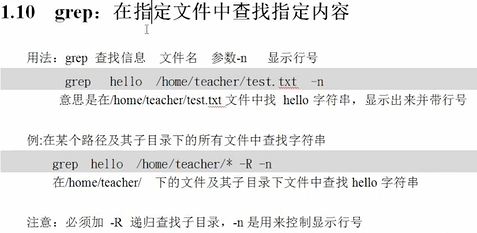 1.10 grep：在指定文件中查找指定内容
用法：grep 查找信息 文件名 参数-n 显示行号
grep hello /home/teacher/test.txt -n
意思是在/home/teacher/test.txt文件中找 hello 字符串，显示出来并带行号
例:在某个路径及其子目录下的所有文件中查找字符串
grep hello /home/teacher/* -R -n
在/home/teacher/ 下的文件及其子目录下文件中查找 hello 字符串
注意：必须加 -R 递归查找子目录，-n 是用来控制显示行号